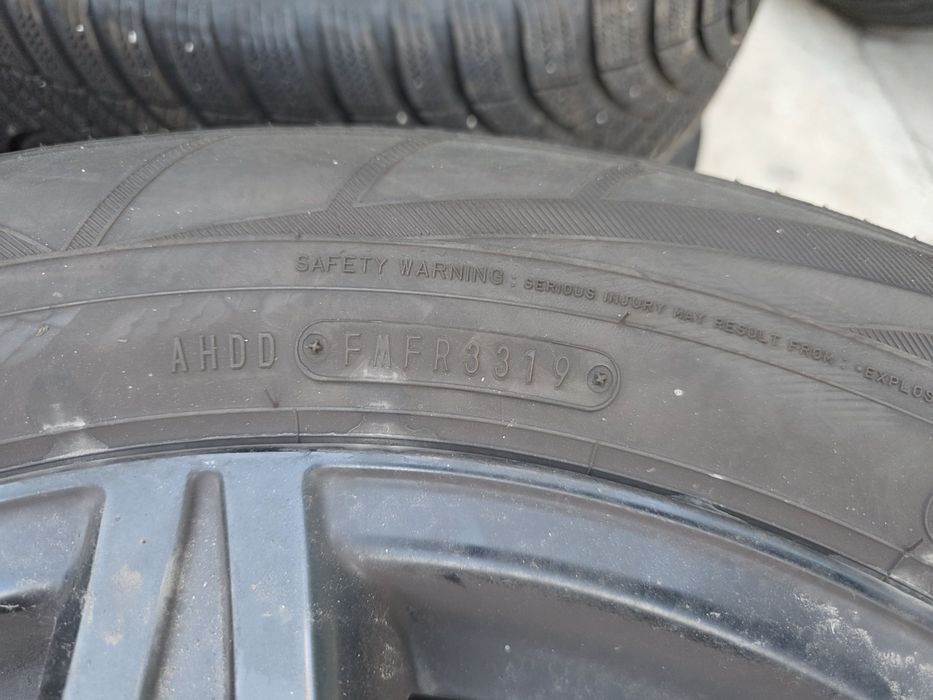 SAFETY WARNING : SERIOUS INJURY MAY RESULT FROM : •EXPLOS
AHDD FMFR3319